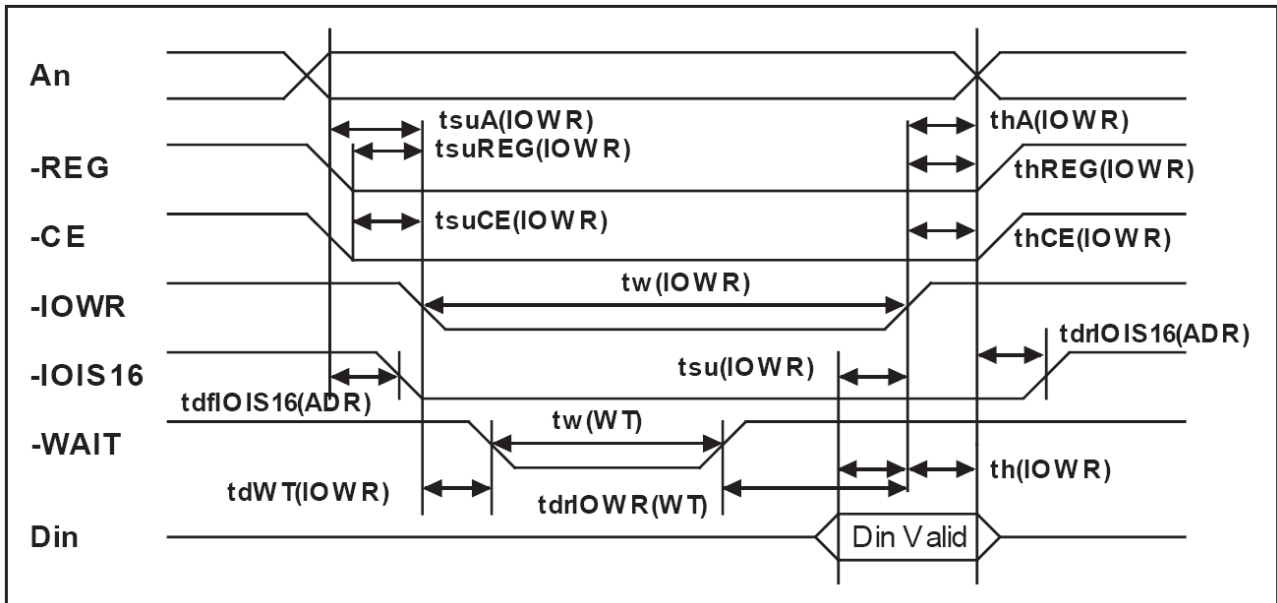 An
tsuA(IOWR)
thA(IOWR)
tsuREG(IOWR)
-REG
thREG(IOWR)
tsuCE(IOWR)
-CE
thCE(IOWR)
tw(IOWR)
-IOWR
tdrIOIS16(ADR)
tsu(IOWR)
-IOIS16
tdfIOIS16(ADR)
tw(WT)
-WAIT
th(IOWR)
tdWT(IOWR)
tdrIOWR(WT)
Din
Din Valid